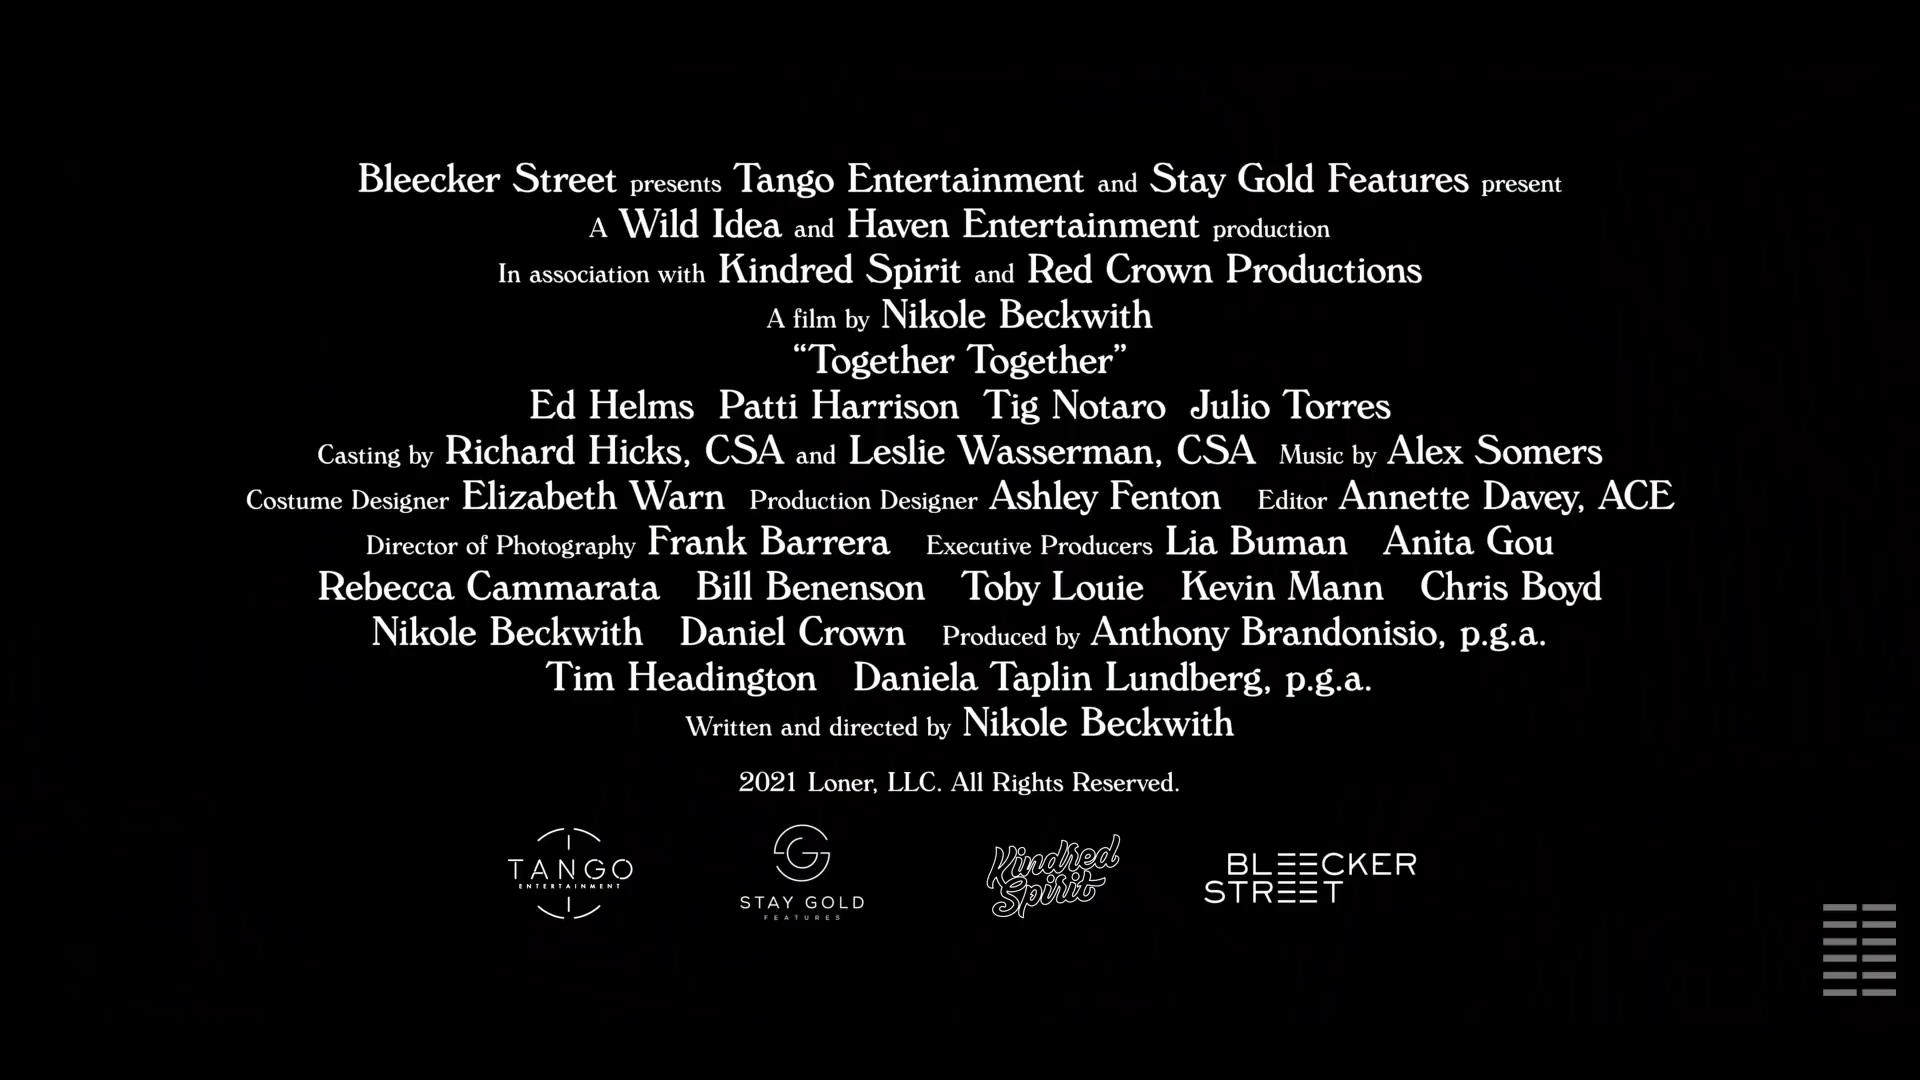 Bleecker Street presents Tango Entertainment and Stay Gold Features present
A Wild Idea and Haven Entertainment production
In association with Kindred Spirit and Red Crown Productions
A film by Nikole Beckwith
“Together Together”
Ed Helms Patti Harrison Tig Notaro Julio Torres
Casting by Richard Hicks, CSA and Leslie Wasserman, CSA Music by Alex Somers
Costume Designer Elizabeth Warn Production Designer Ashley Fenton Editor Annette Davey, ACE
Director of Photography Frank Barrera Executive Producers Lia Buman Anita Gou
Rebecca Cammarata Bill Benenson Toby Louie Kevin Mann Chris Boyd
Nikole Beckwith Daniel Crown Produced by Anthony Brandonisio, p.g.a.
Tim Headington Daniela Taplin Lundberg, p.g.a.
Written and directed by Nikole Beckwith
2021 Loner, LLC. All Rights Reserved.
TANGO
ENTERTAINMENT
STAY GOLD
FEATURES
Kindred
Spirit
BLEECKER
STREET